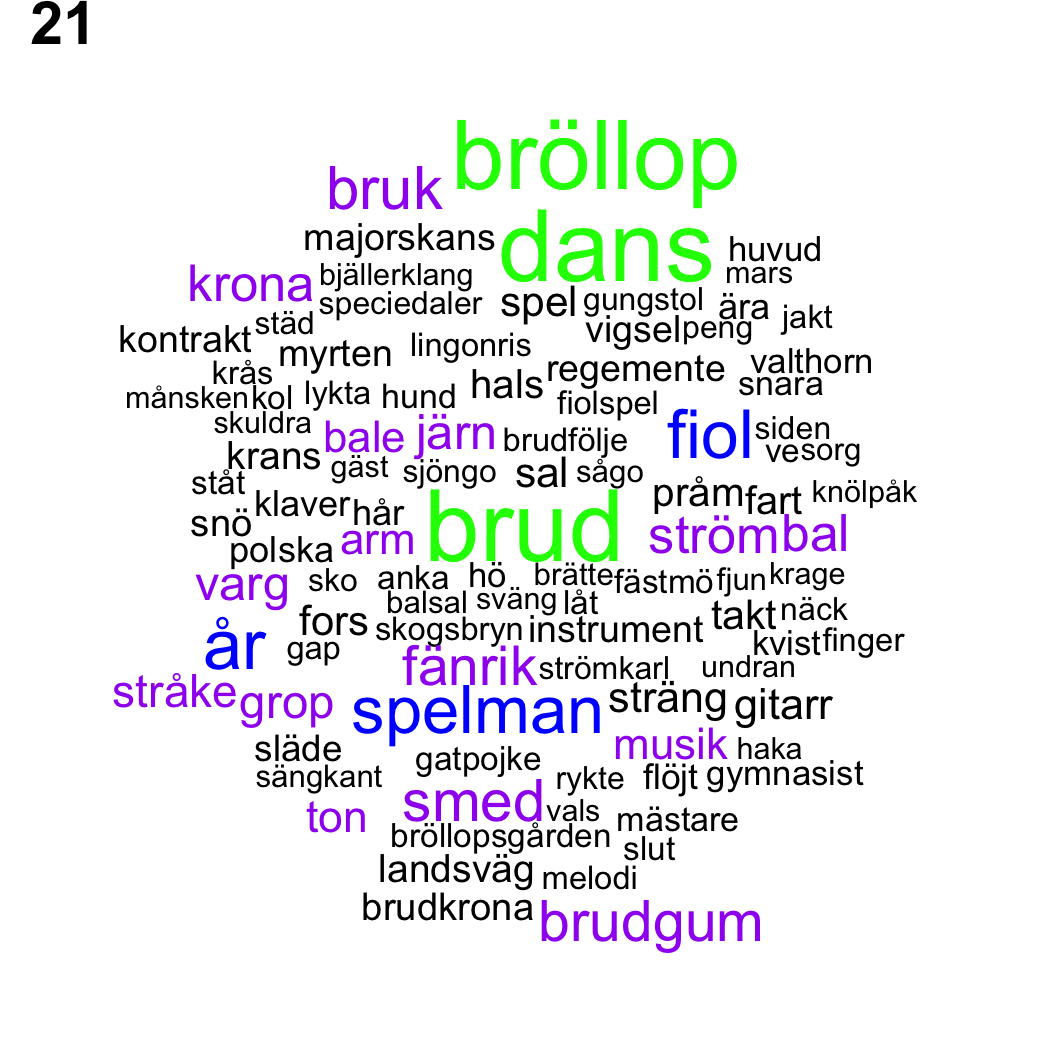 21
bröllop
bruk
dans
majorskans huvud
bjällerklang mars
krona
speciedaler spel gungstol ära jakt
städ vigsel peng
kontrakt
myrten lingonris valthorn
krås regemente snara
månsken kol lykta hund hals fiolspel
skuldra bale järn brudfölje fiol siden
krans gäst sjöngo sal sågo vesorg
ståt klaver pråm fart knölpåk
snö hår brud
polska arm strömbal
varg sko anka hö brätte fästmö fjun krage
balsal sväng låt takt näck
fors skogsbryn instrument
år gap kvist finger
fänrik strömkarl undran
stråke grop spelman sträng gitarr
släde musik haka
sängkant gatpojke rykte flöjt gymnasist
smed vals
ton mästare
bröllopsgården slut
landsväg melodi
brudkrona brudgum